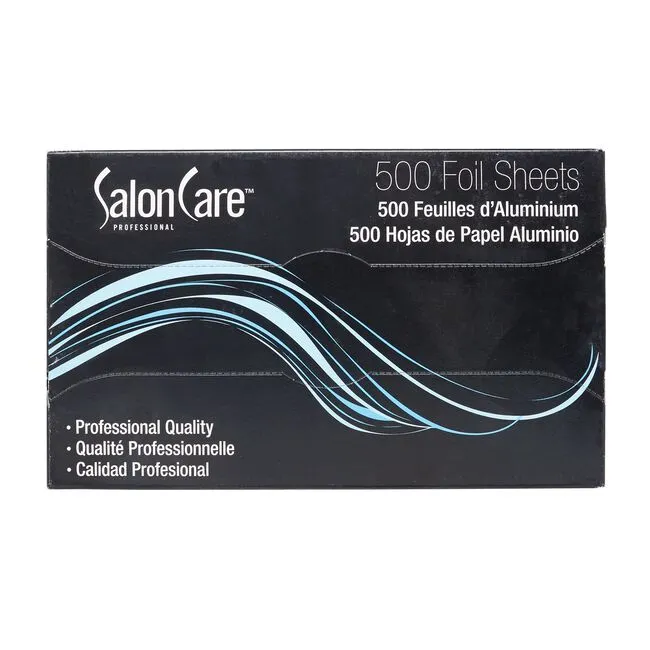 SalonCare™
PROFESSIONAL
500 Foil Sheets
500 Feuilles d'Aluminium
500 Hojas de Papel Aluminio
• Professional Quality
• Qualité Professionnelle
• Calidad Profesional